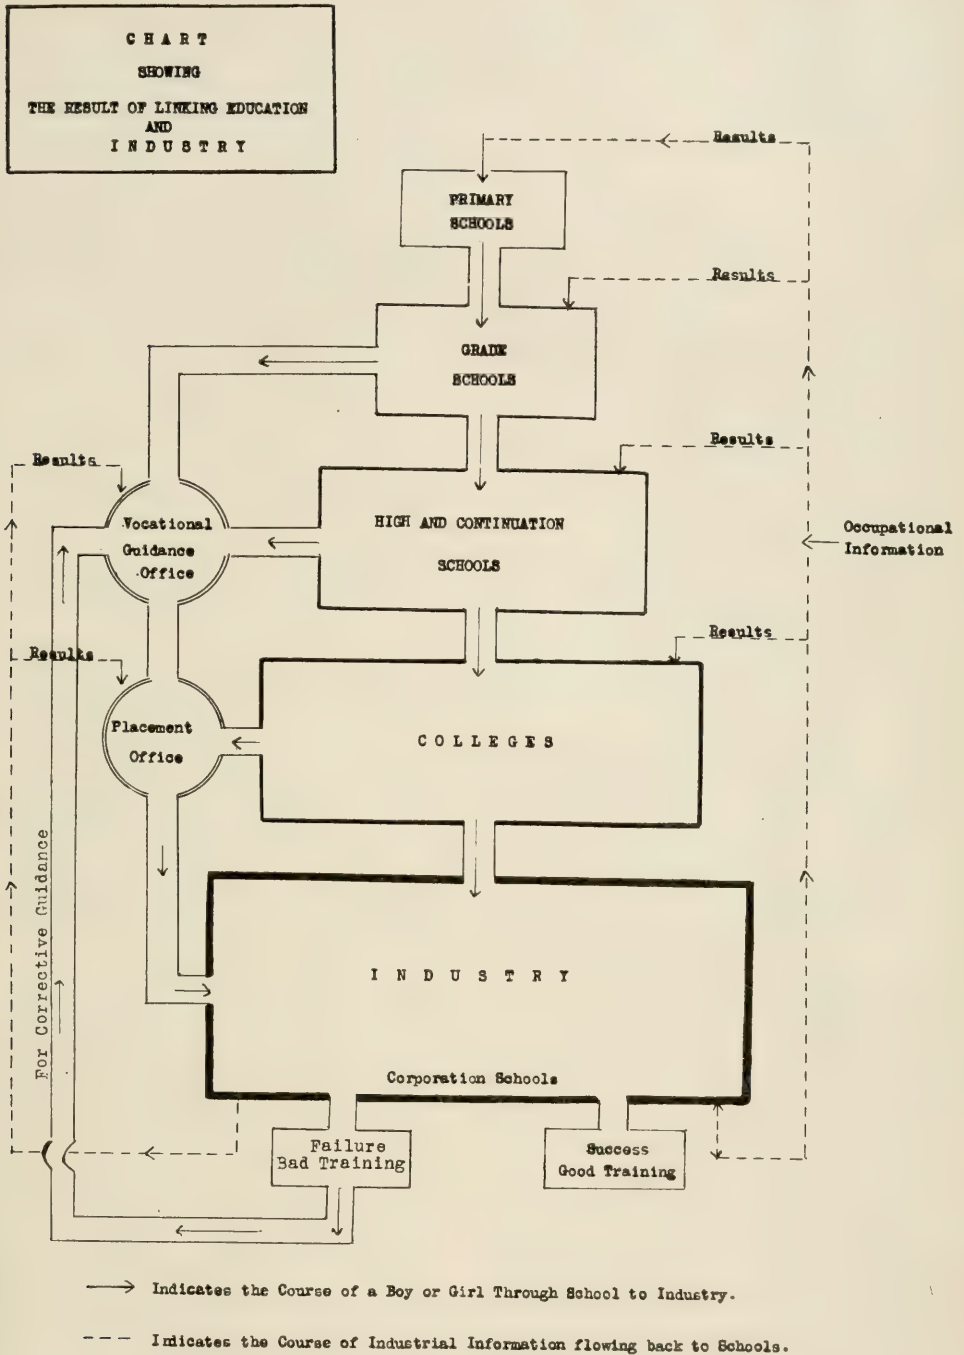 CHART
SHOWING
THE RESULT OF LINKING EDUCATION
AND
INDUSTRY
Results
PRIMARY
SCHOOLS
Results
GRADE
SCHOOLS
Results
Results
Vocational
Guidance
Office
HIGH AND CONTINUATION
SCHOOLS
Occupational
Information
Results
Results
Placement
Office
COLLEGES
For Corrective Guidance
INDUSTRY
Corporation Schools
Failure
Bad Training
Success
Good Training
Indicates the Course of a Boy or Girl Through School to Industry.
Indicates the Course of Industrial Information flowing back to Schools.